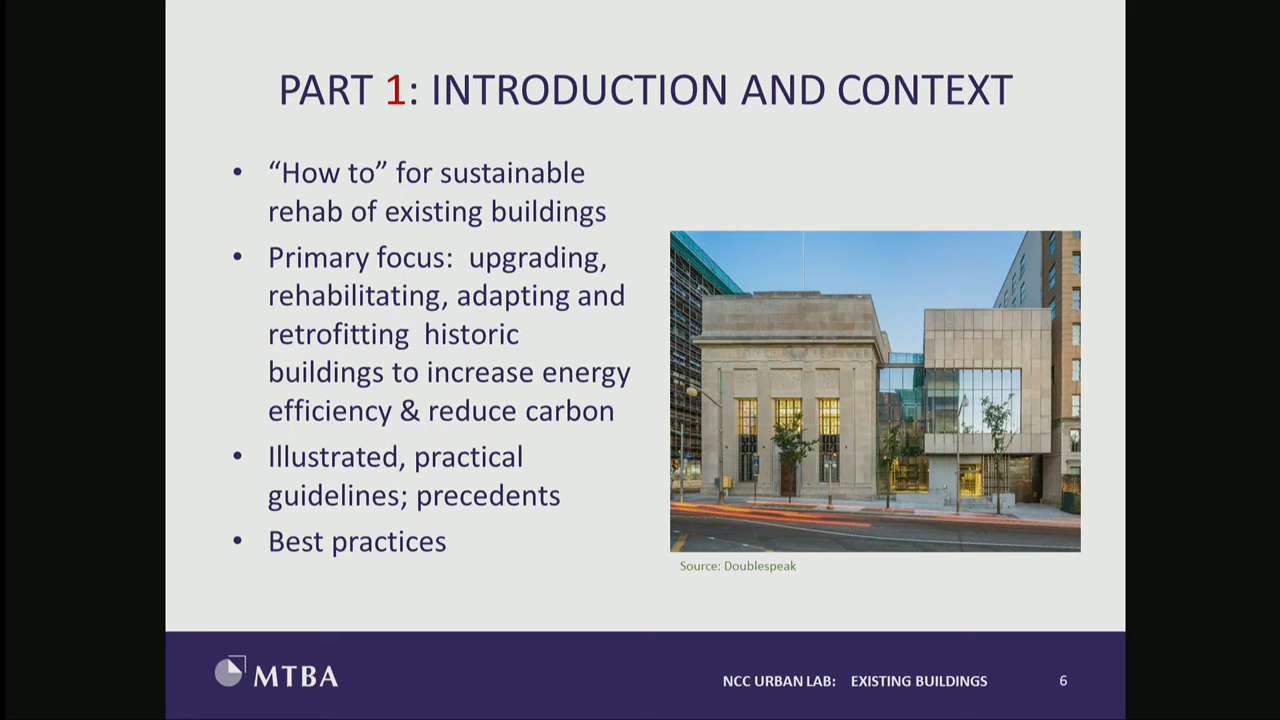 PART 1: INTRODUCTION AND CONTEXT
• “How to” for sustainable
rehab of existing buildings
• Primary focus:  upgrading,
rehabilitating, adapting and
retrofitting  historic
buildings to increase energy
efficiency & reduce carbon
• Illustrated, practical
guidelines; precedents
• Best practices
Source: Doublespeak
MTBA
NCC URBAN LAB:    EXISTING BUILDINGS
6